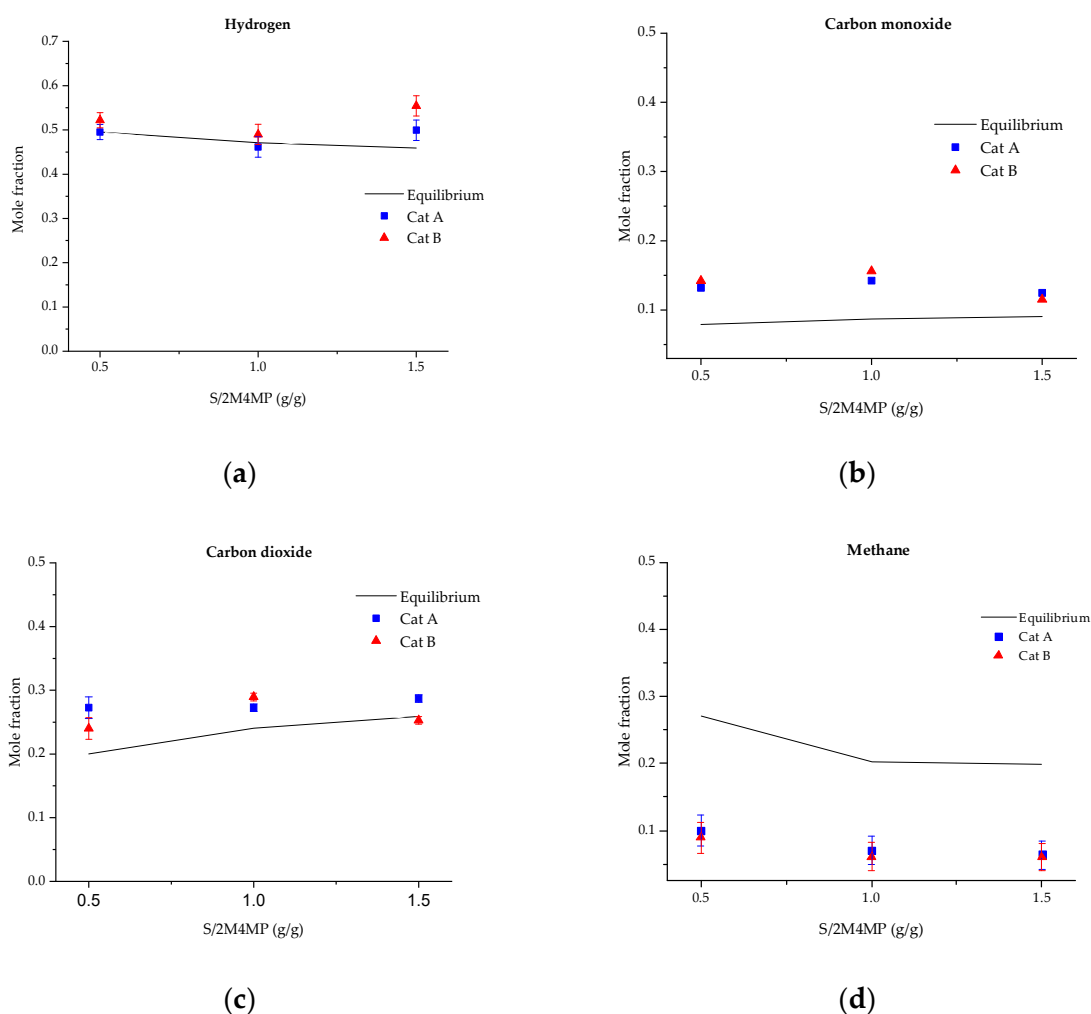 Hydrogen
0.7
0.6
0.5
0.4
0.3
0.2
0.1
0.0
Mole fraction
Equilibrium
Cat A
Cat B
0.5 1.0 1.5
S/2M4MP (g/g)
(a)
Carbon monoxide
0.5
0.4
0.3
0.2
0.1
Mole fraction
Equilibrium
Cat A
Cat B
0.5 1.0 1.5
S/2M4MP (g/g)
(b)
Carbon dioxide
0.5
0.4
0.3
0.2
0.1
0.0
Mole fraction
Equilibrium
Cat A
Cat B
0.5 1.0 1.5
S/2M4MP (g/g)
(c)
Methane
0.5
0.4
0.3
0.2
0.1
Mole fraction
Equilibrium
Cat A
Cat B
0.5 1.0 1.5
S/2M4MP (g/g)
(d)